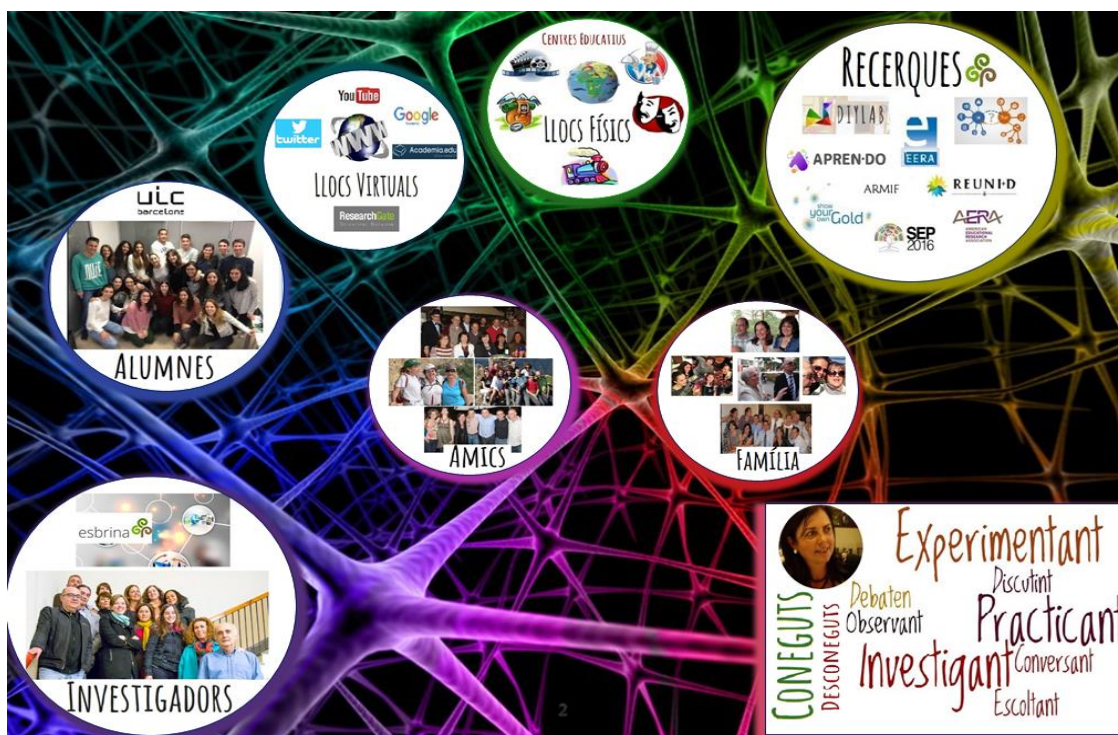 CENTRES EDUCATIUS
LLOCS FÍSICS
YouTube
twitter
Google
WWW
Academia.edu
LLOCS VIRTUALS
ResearchGate
RECERQUES
DIYLAB
EERA
?
APREN·DO
ARMIF
REUNI+D
show
your
own
Gold
SEP
2016
AERA
AMERICAN
EDUCATIONAL
RESEARCH
ASSOCIATION
uic
barcelona
ALUMNES
AMICS
FAMÍLIA
esbrina
INVESTIGADORS
CONEGUTS
DESCONEGUTS
Experimentant
Discutint
Debaten
Observant
Practicant
Investigant
Conversant
Escoltant
2